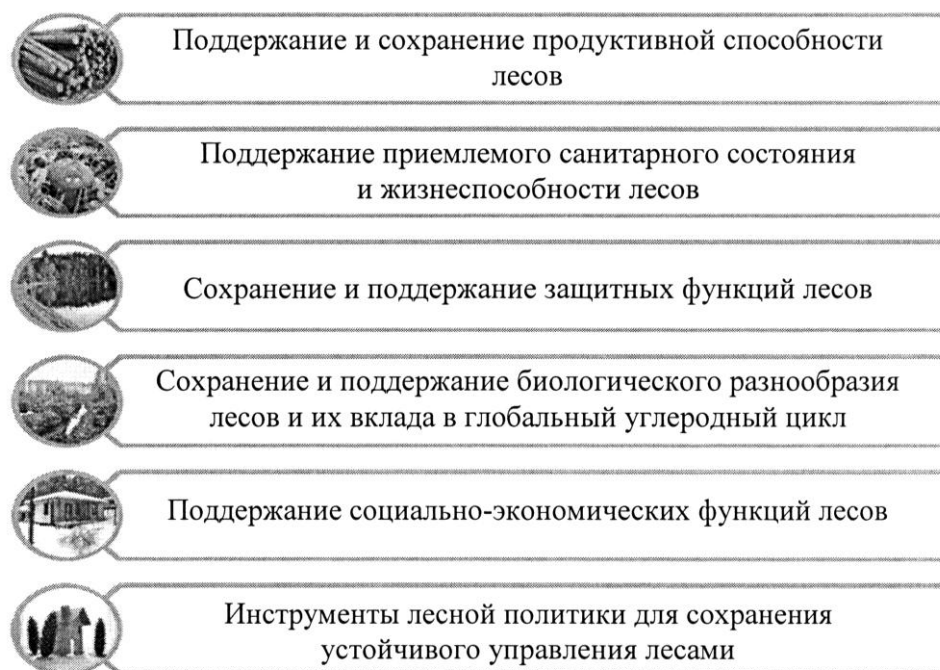 Поддержание и сохранение продуктивной способности
лесов
Поддержание приемлемого санитарного состояния
и жизнеспособности лесов
Сохранение и поддержание защитных функций лесов
Сохранение и поддержание биологического разнообразия
лесов и их вклада в глобальный углеродный цикл
Поддержание социально-экономических функций лесов
Инструменты лесной политики для сохранения
устойчивого управления лесами